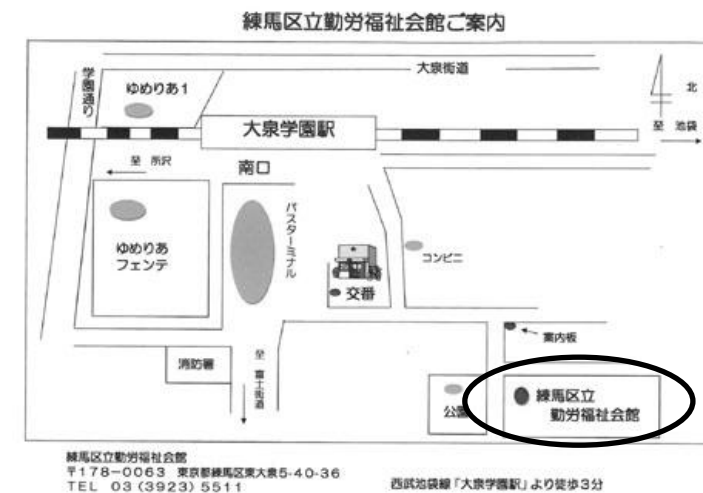 練馬区立勤労福祉会館ご案内
大泉街道
学園通り
ゆめりあ1
北
大泉学園駅
至 池袋
至 所沢
南口
バスターミナル
ゆめりあ
フェンテ
コンビニ
交番
案内板
消防署
至 富士街道
公園
練馬区立
勤労福祉会館
練馬区立勤労福祉会館
〒178-0063 東京都練馬区東大泉5-40-36
TEL 03(3923)5511
西武池袋線「大泉学園駅」より徒歩3分